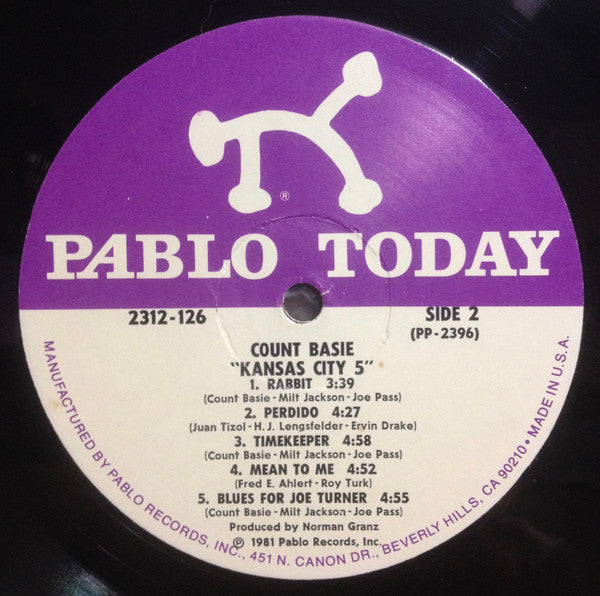 ®
PABLO TODAY
2312-126
SIDE 2
(PP-2396)
COUNT BASIE
"KANSAS CITY 5"
1. RABBIT 3:39
(Count Basie - Milt Jackson - Joe Pass)
2. PERDIDO 4:27
(Juan Tizol - H. J. Lengsfelder - Ervin Drake)
3. TIMEKEEPER 4:58
(Count Basie - Milt Jackson - Joe Pass)
4. MEAN TO ME 4:52
(Fred E. Ahlert - Roy Turk)
5. BLUES FOR JOE TURNER 4:55
(Count Basie - Milt Jackson - Joe Pass)
Produced by Norman Granz
℗ 1981 Pablo Records, Inc.
MANUFACTURED BY PABLO RECORDS, INC., 451 N. CANON DR., BEVERLY HILLS, CA 90210 • MADE IN U.S.A.